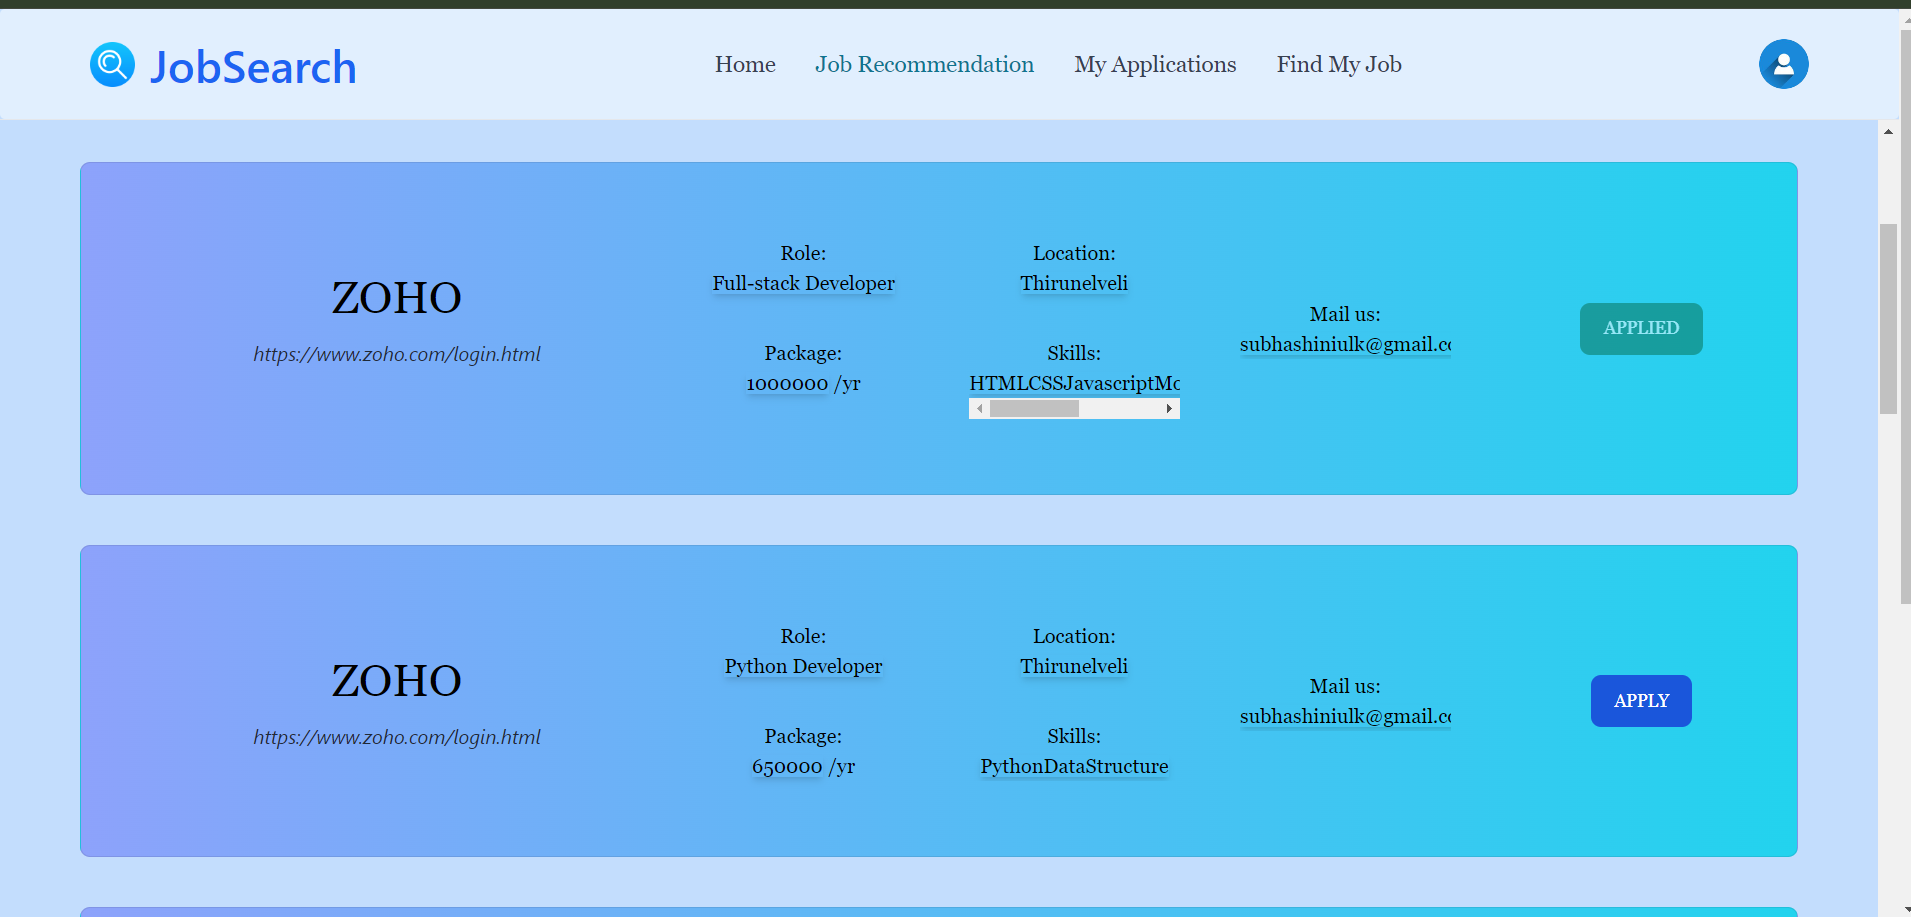 JobSearch
Home Job Recommendation My Applications Find My Job
ZOHO
https://www.zoho.com/login.html
Role:
Full-stack Developer
Package:
1000000 /yr
Location:
Thirunelveli
Skills:
HTMLCSSJavascriptMo
Mail us:
subhashiniulk@gmail.co
APPLIED
ZOHO
https://www.zoho.com/login.html
Role:
Python Developer
Package:
650000 /yr
Location:
Thirunelveli
Skills:
PythonDataStructure
Mail us:
subhashiniulk@gmail.co
APPLY